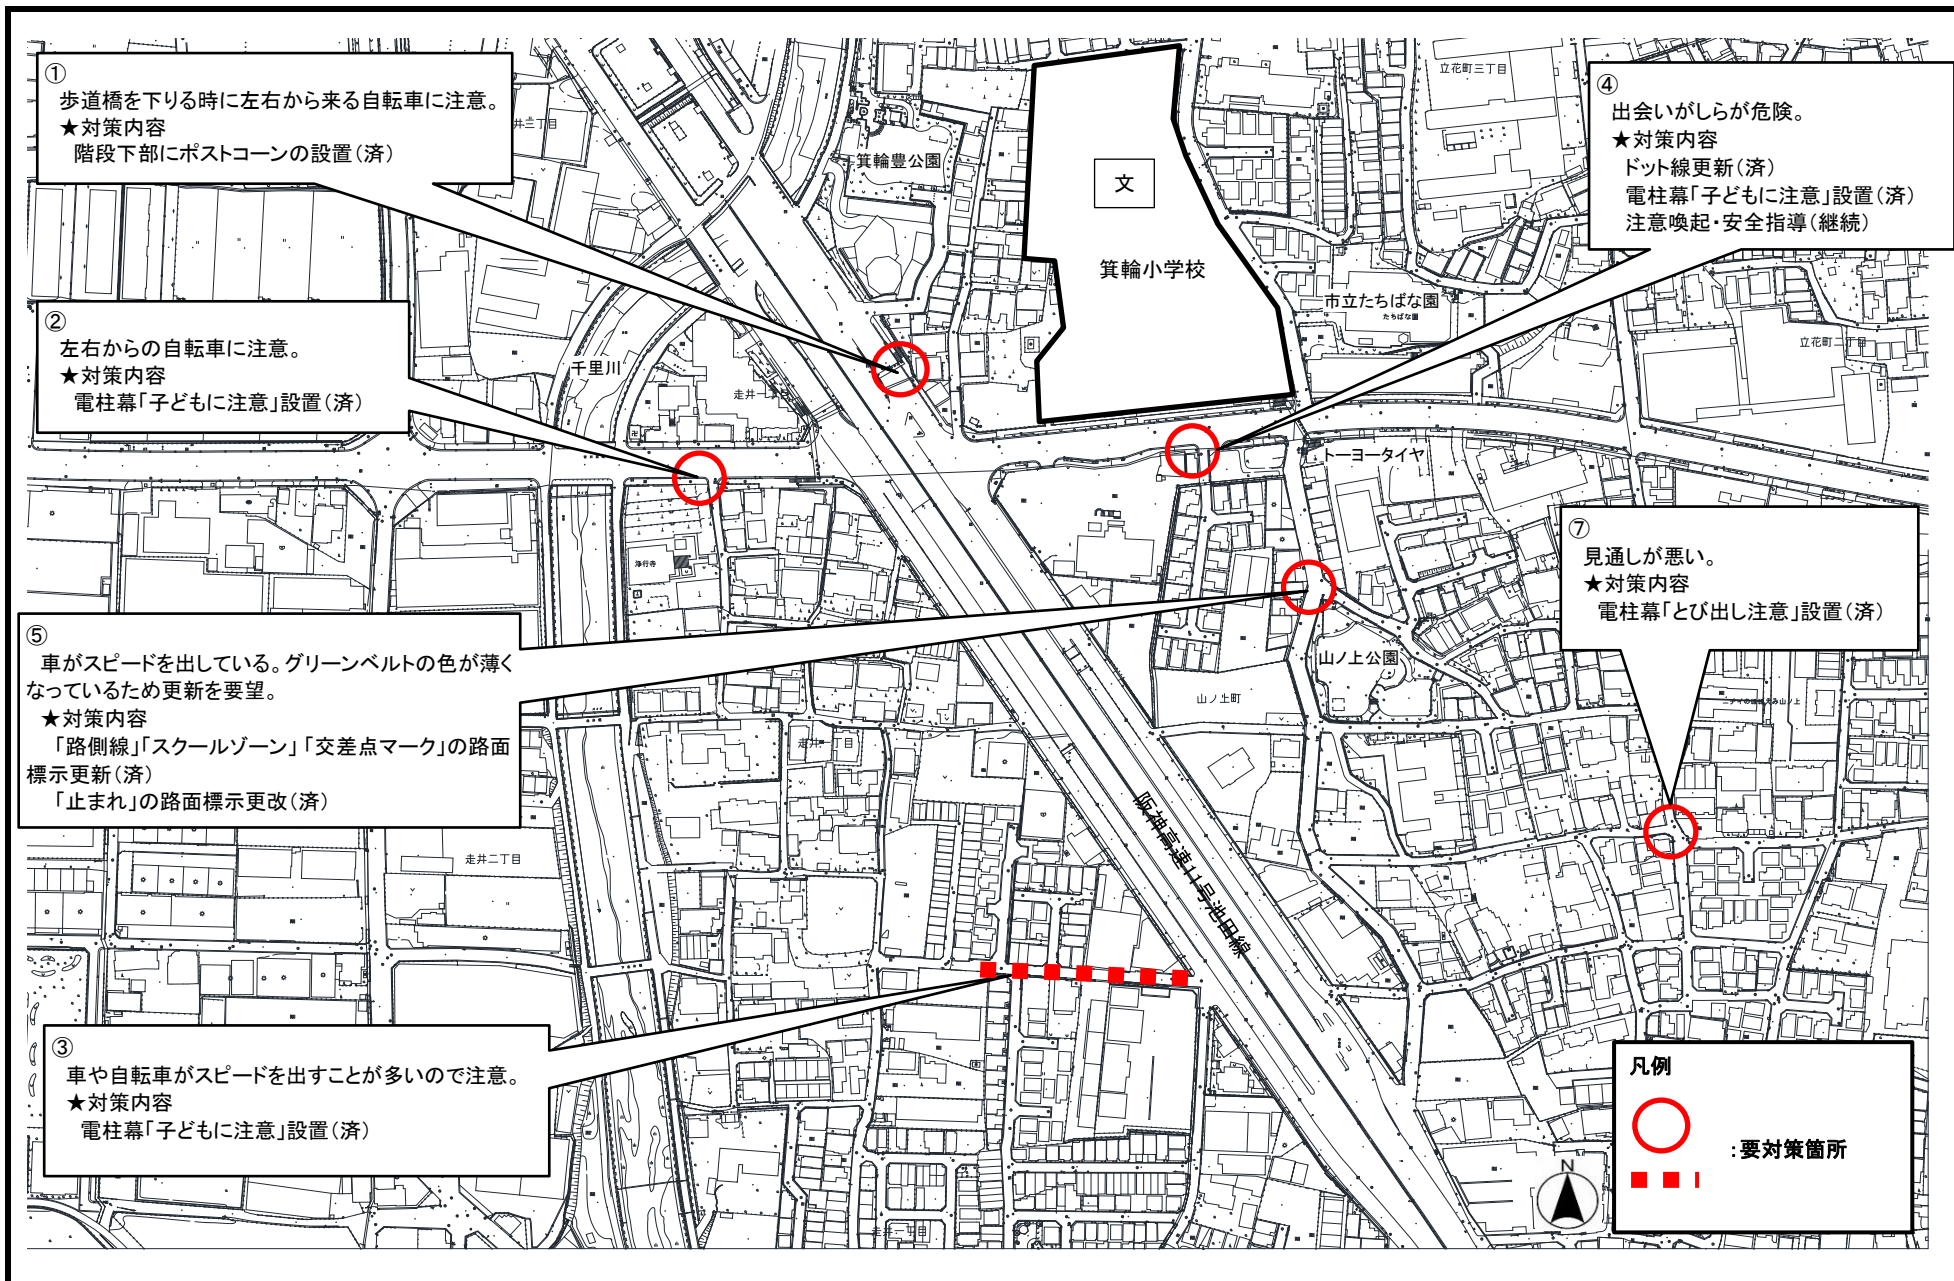 ①
歩道橋を下りる時に左右から来る自転車に注意。
★対策内容
階段下部にポストコーンの設置(済)
②
左右からの自転車に注意。
★対策内容
電柱幕「子どもに注意」設置(済)
⑤
車がスピードを出している。グリーンベルトの色が薄く
なっているため更新を要望。
★対策内容
「路側線」「スクールゾーン」「交差点マーク」の路面
標示更新(済)
「止まれ」の路面標示更改(済)
③
車や自転車がスピードを出すことが多いので注意。
★対策内容
電柱幕「子どもに注意」設置(済)
④
出会いがしらが危険。
★対策内容
ドット線更新(済)
電柱幕「子どもに注意」設置(済)
注意喚起・安全指導(継続)
⑦
見通しが悪い。
★対策内容
電柱幕「とび出し注意」設置(済)
凡例
:要対策箇所
N
文
箕輪小学校
箕輪豊公園
千里川
市立たちばな園
たちばな園
立花町三丁目
立花町二丁目
トーヨータイヤ
山ノ上公園
山ノ上町
浄行寺
走井二丁目
阪神高速11号池田線